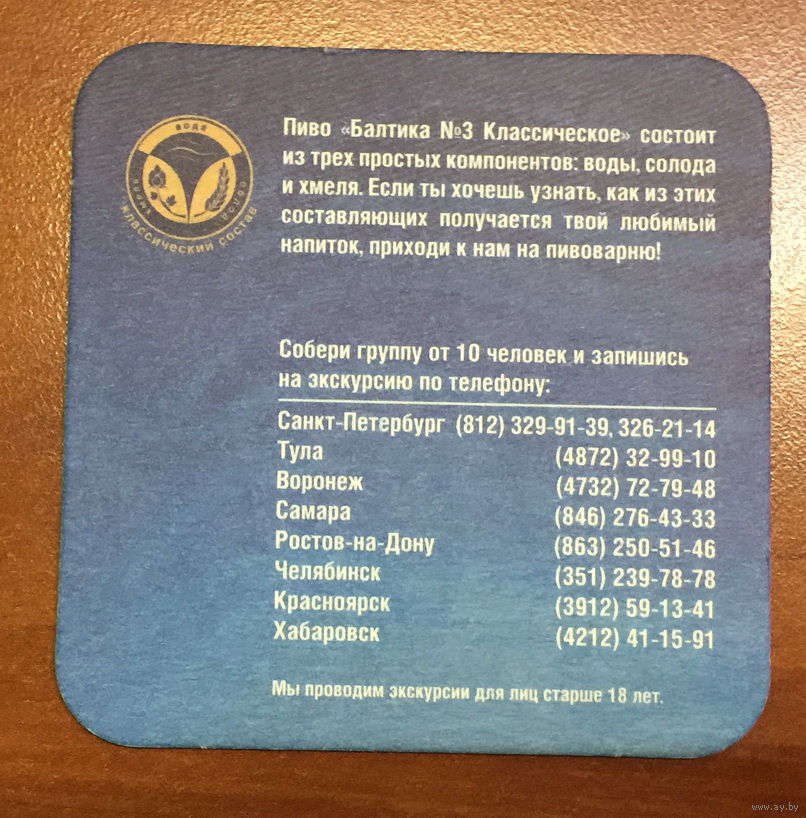 вода
солод
хмель
классический состав
Пиво «Балтика №3 Классическое» состоит
из трех простых компонентов: воды, солода
и хмеля. Если ты хочешь узнать, как из этих
составляющих получается твой любимый
напиток, приходи к нам на пивоварню!
Собери группу от 10 человек и запишись
на экскурсию по телефону:
Санкт-Петербург (812) 329-91-39, 326-21-14
Тула (4872) 32-99-10
Воронеж (4732) 72-79-48
Самара (846) 276-43-33
Ростов-на-Дону (863) 250-51-46
Челябинск (351) 239-78-78
Красноярск (3912) 59-13-41
Хабаровск (4212) 41-15-91
Мы проводим экскурсии для лиц старше 18 лет.
www.ay.by